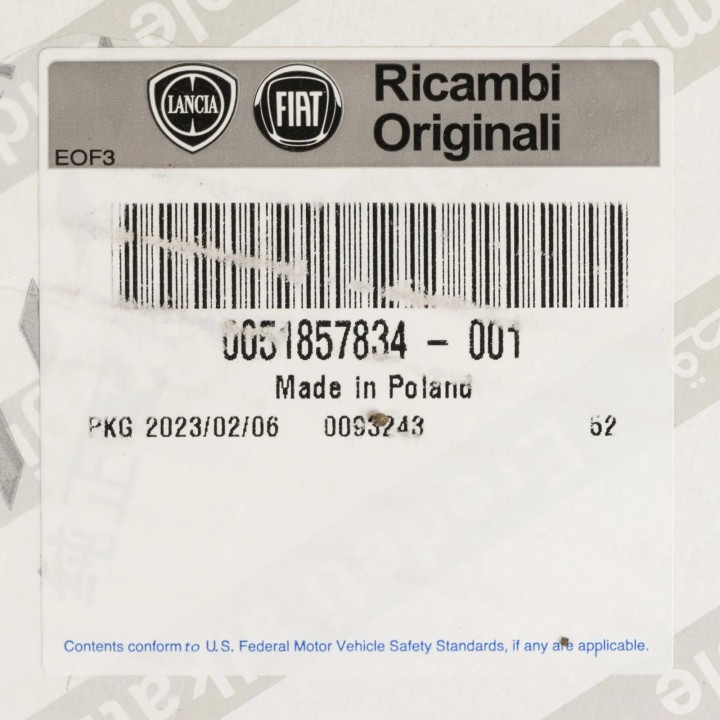 LANCIA
FIAT
Ricambi
Originali
EOF3
0051857834 - 001
Made in Poland
PKG 2023/02/06 0093243 52
Contents conform to U.S. Federal Motor Vehicle Safety Standards, if any are applicable.